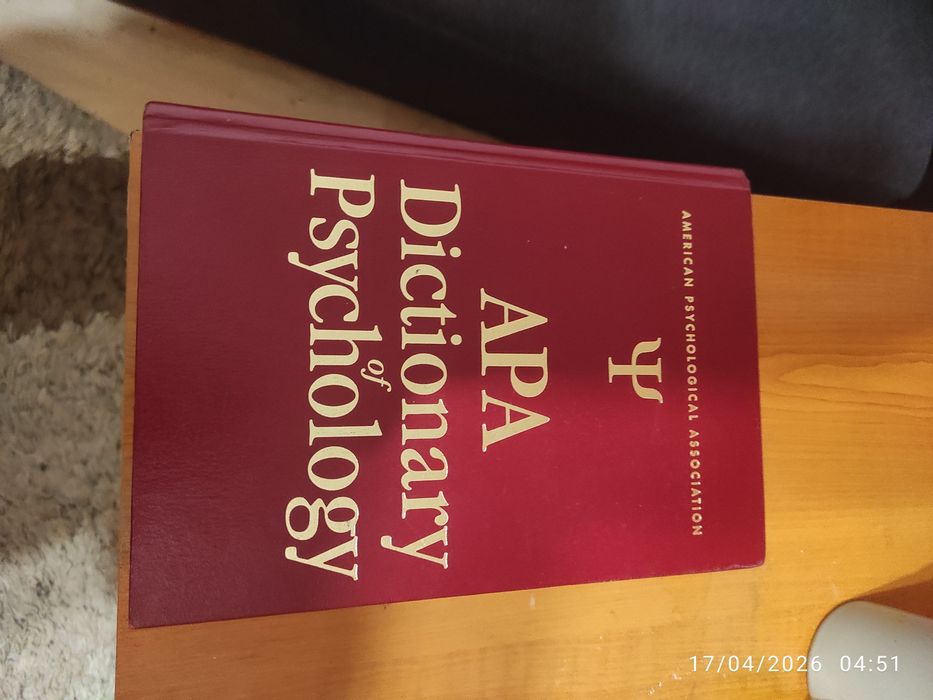 AMERICAN PSYCHOLOGICAL ASSOCIATION
Ψ
APA
Dictionary
of
Psychology
17/04/2026 04:51